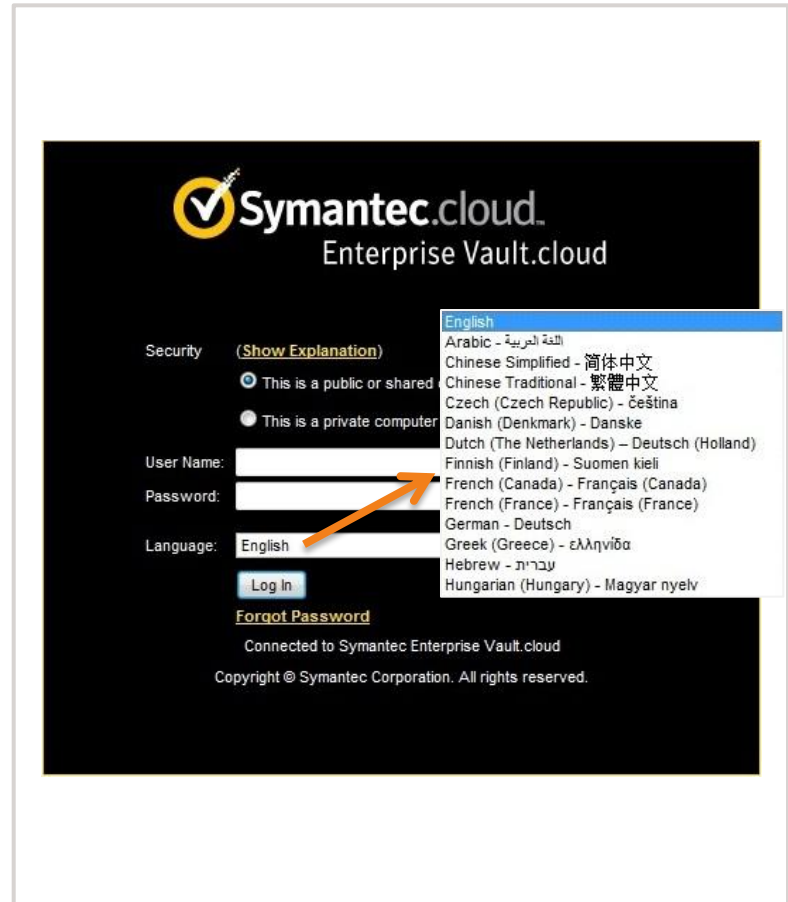 Symantec.cloud™
Enterprise Vault.cloud
Security (Show Explanation)
This is a public or shared
This is a private computer
User Name:
Password:
Language: English
Log In
Forgot Password
Connected to Symantec Enterprise Vault.cloud
Copyright © Symantec Corporation. All rights reserved.
English
Arabic - اللغة العربية
Chinese Simplified - 简体中文
Chinese Traditional - 繁體中文
Czech (Czech Republic) - čeština
Danish (Denkmark) - Danske
Dutch (The Netherlands) – Deutsch (Holland)
Finnish (Finland) - Suomen kieli
French (Canada) - Français (Canada)
French (France) - Français (France)
German - Deutsch
Greek (Greece) - ελληνίδα
Hebrew - עברית
Hungarian (Hungary) - Magyar nyelv